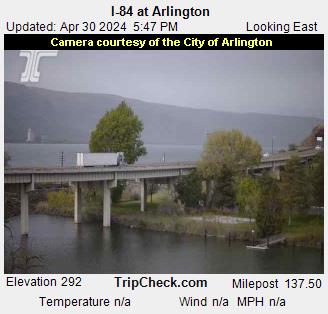 I-84 at Arlington
Updated: Apr 30 2024 5:47 PM Looking East
Camera courtesy of the City of Arlington
Elevation 292 TripCheck.com Milepost 137.50
Temperature n/a Wind n/a MPH n/a